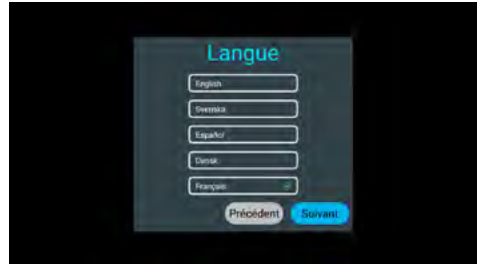 Langue
English
Svenska
Español
Dansk
Français
Précédent Suivant